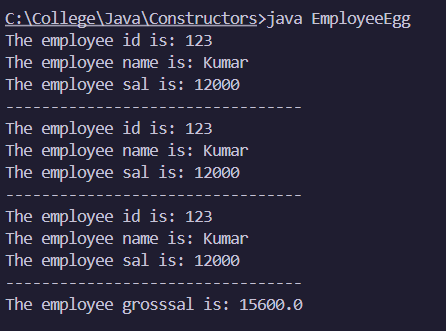 C:\College\Java\Constructors>java EmployeeEgg
The employee id is: 123
The employee name is: Kumar
The employee sal is: 12000
---------------------------------
The employee id is: 123
The employee name is: Kumar
The employee sal is: 12000
---------------------------------
The employee id is: 123
The employee name is: Kumar
The employee sal is: 12000
---------------------------------
The employee grosssal is: 15600.0